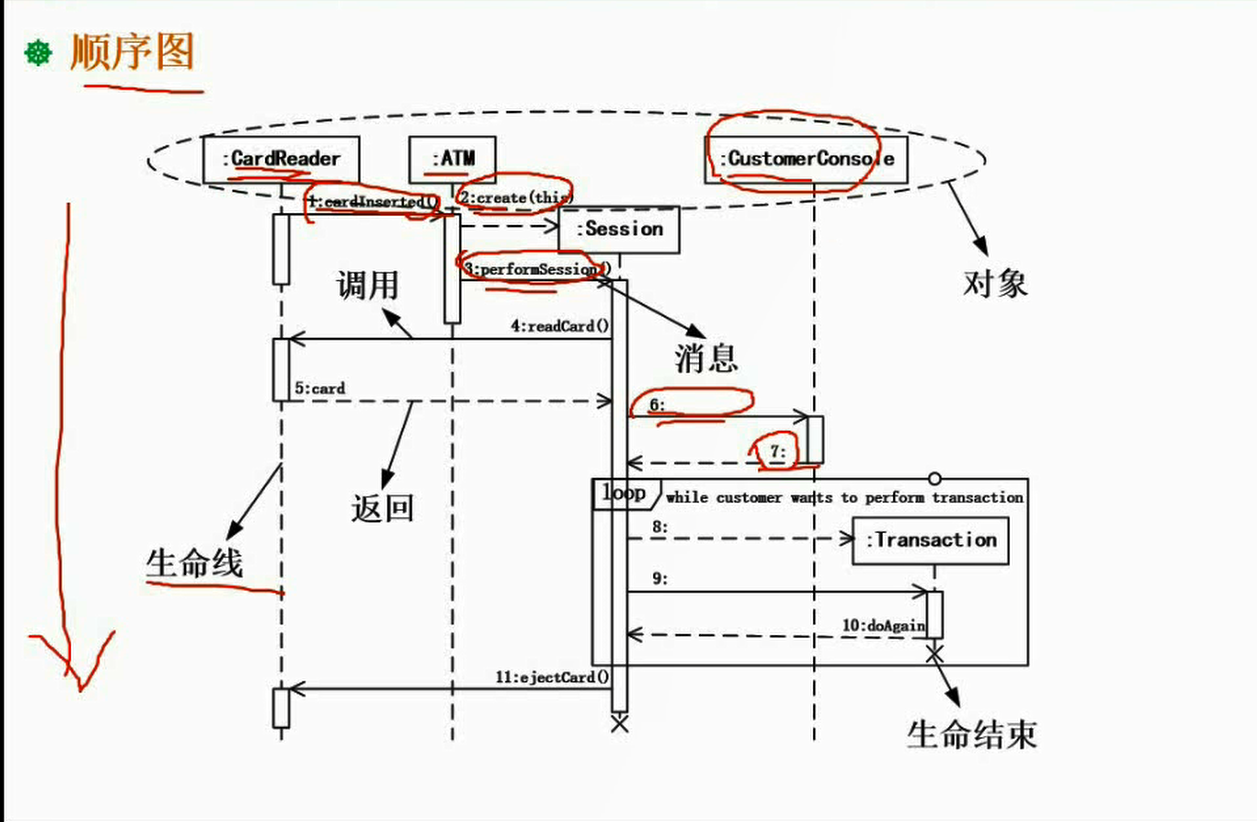 顺序图
:CardReader
:ATM
:CustomerConsole
1:cardInserted()
2:create(this)
:Session
3:performSession()
对象
调用
4:readCard()
消息
5:card
6:
7:
返回
loop
while customer wants to perform transaction
8:
:Transaction
生命线
9:
10:doAgain
11:ejectCard()
生命结束